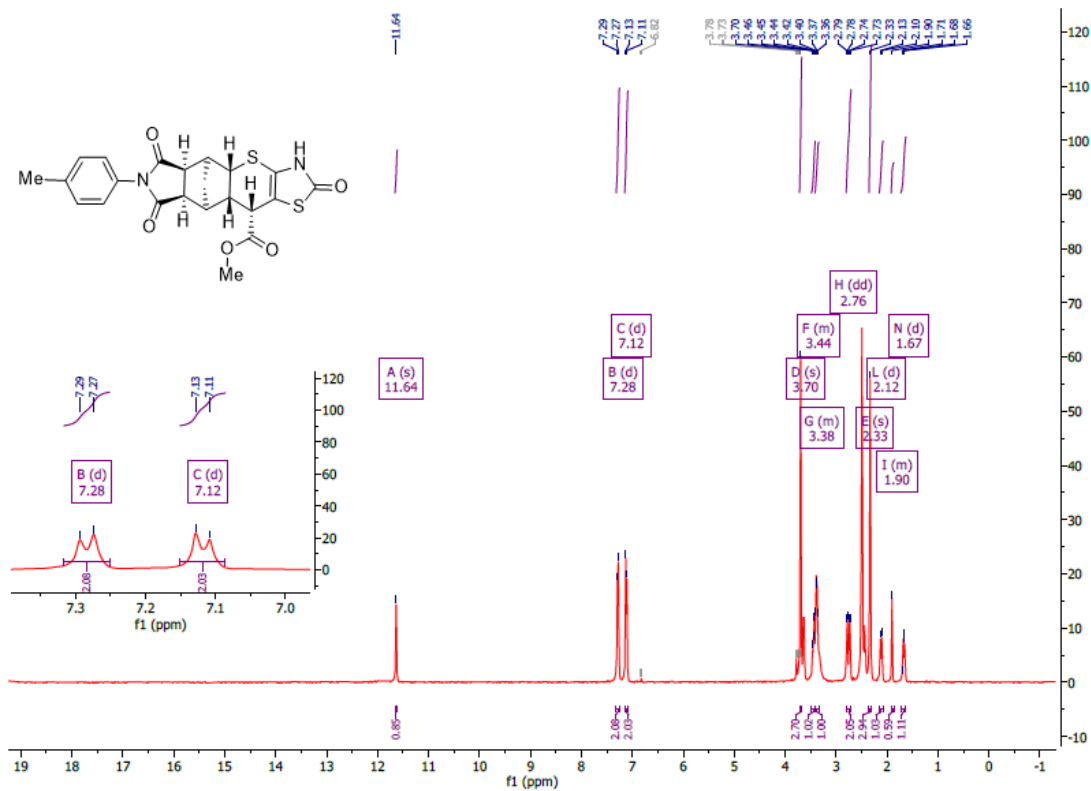 11.64
7.29
7.27
7.13
7.11
6.82
3.78
3.73
3.70
3.46
3.45
3.44
3.42
3.40
3.37
3.36
2.79
2.78
2.74
2.73
2.33
2.13
2.10
1.90
1.71
1.68
1.66
Me
O
O
N
H
H
H
H
S
H
N
O
S
H
O
O
Me
H (dd)
2.76
C (d)
7.12
F (m)
3.44
N (d)
1.67
A (s)
11.64
B (d)
7.28
D (s)
3.70
L (d)
2.12
G (m)
3.38
E (s)
2.33
I (m)
1.90
7.29
7.27
7.13
7.11
B (d)
7.28
C (d)
7.12
2.08
2.03
120
100
80
60
40
20
0
7.3 7.2 7.1 7.0
f1 (ppm)
120
110
100
90
80
70
60
50
40
30
20
10
0
-10
0.85
2.08
2.03
2.70
1.02
1.00
2.05
2.94
1.03
0.59
1.11
19 18 17 16 15 14 13 12 11 10 9 8 7 6 5 4 3 2 1 0 -1
f1 (ppm)